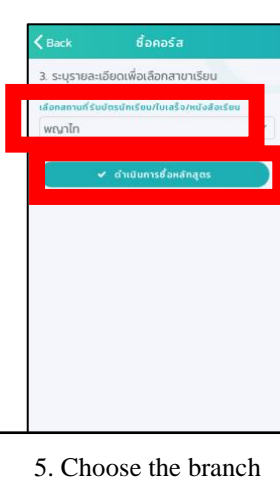 Back ซื้อคอร์ส
3. ระบุรายละเอียดเพื่อเลือกสาขาเรียน
เลือกสถานที่รับบัตรนักเรียน/ใบเสร็จ/หนังสือเรียน
พญาไท
✔ ดำเนินการซื้อหลักสูตร
5. Choose the branch